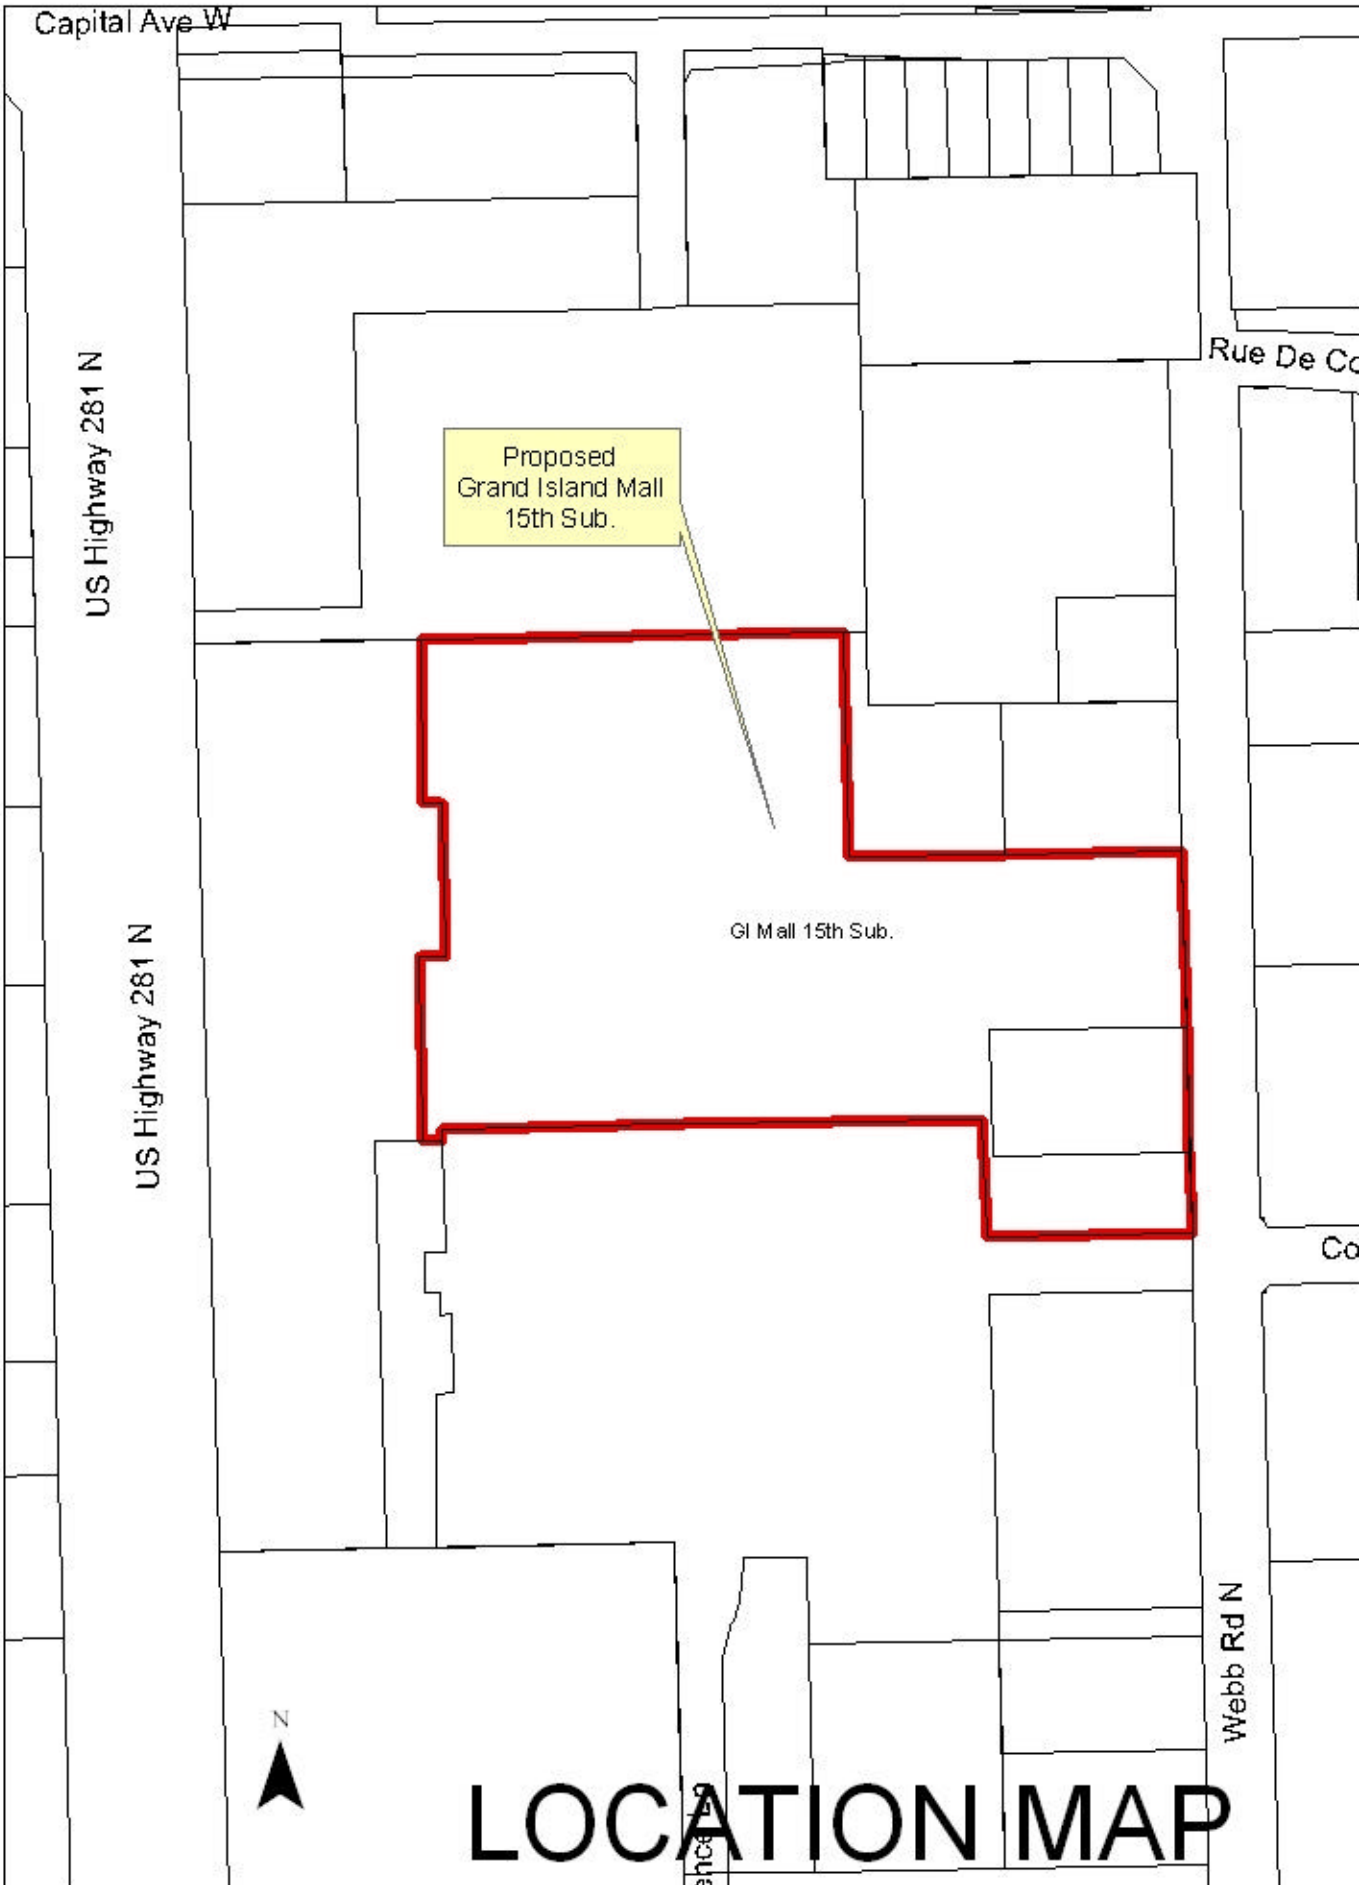 Capital Ave W
US Highway 281 N
Rue De Co
Proposed
Grand Island Mall
15th Sub.
GI Mall 15th Sub.
US Highway 281 N
Co
Webb Rd N
N
LOCATION MAP